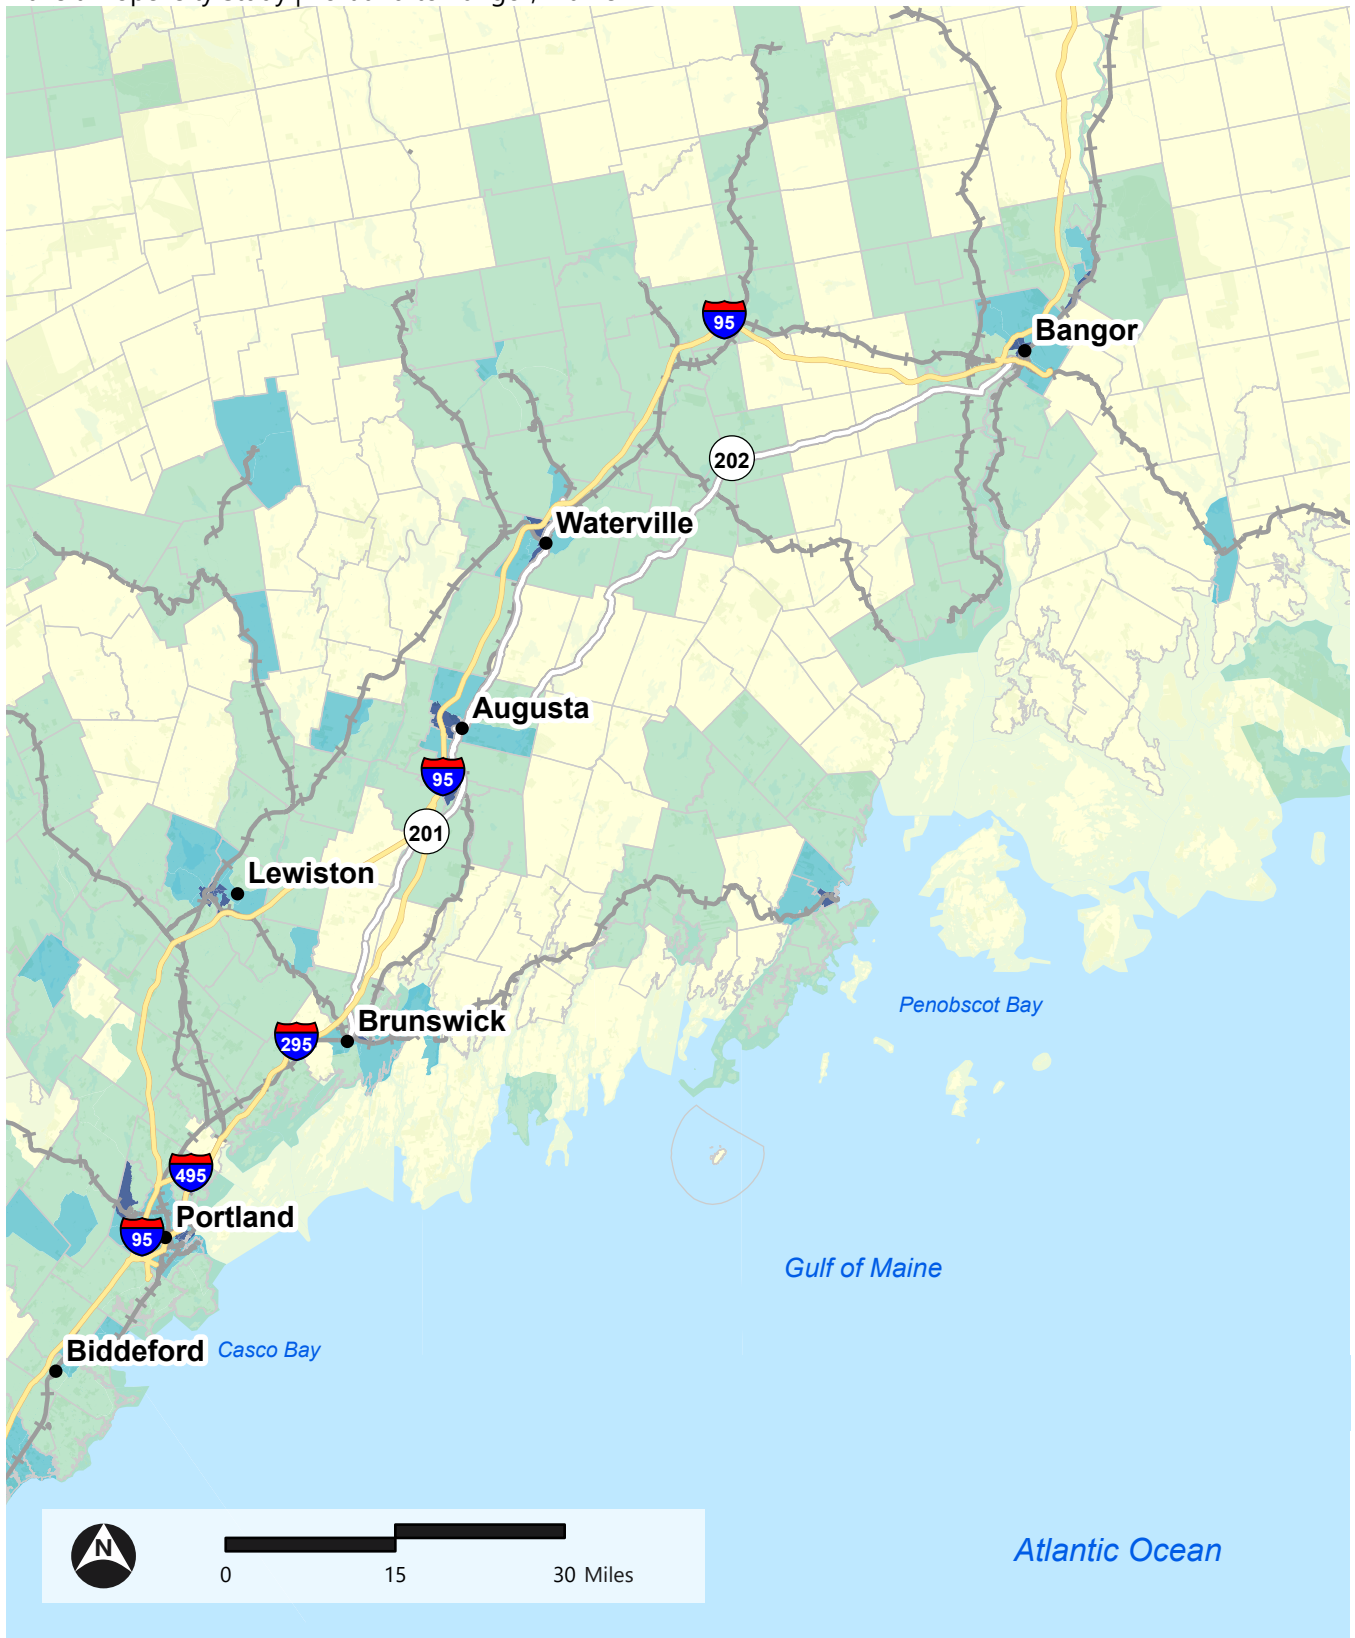 95
Bangor
202
Waterville
Augusta
95
201
Lewiston
Penobscot Bay
Brunswick
295
495
Portland
95
Gulf of Maine
Biddeford
Casco Bay
N
0
15
30 Miles
Atlantic Ocean